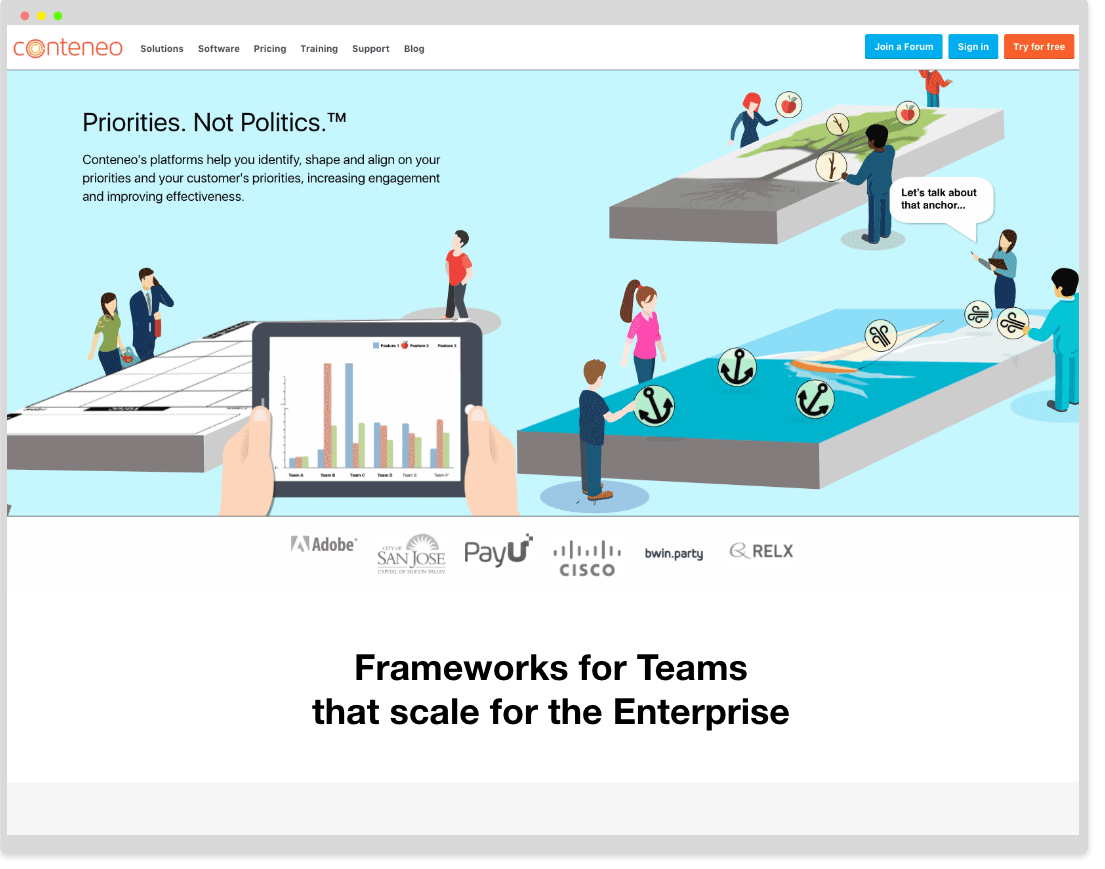 conteneo
Solutions Software Pricing Training Support Blog
Join a Forum Sign in Try for free
Priorities. Not Politics.™
Conteneo's platforms help you identify, shape and align on your
priorities and your customer's priorities, increasing engagement
and improving effectiveness.
Let's talk about
that anchor...
Feature 1 Feature 2 Feature 3
Team A Team B Team C Team D Team E Team F
Adobe
CITY OF
SAN JOSE
CAPITAL OF SILICON VALLEY
PayU
CISCO
bwin.party
RELX
Frameworks for Teams
that scale for the Enterprise